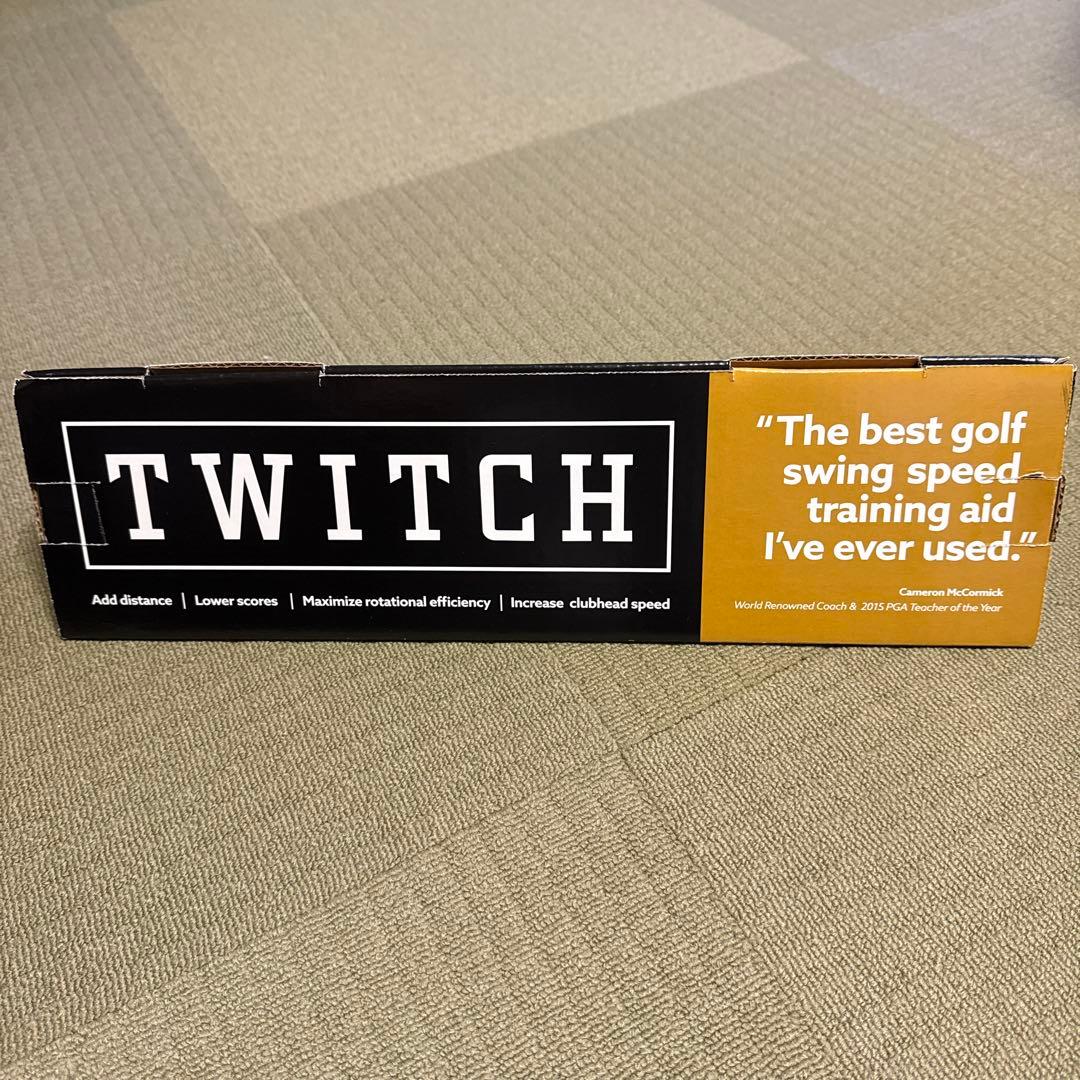 TWITCH
Add distance | Lower scores | Maximize rotational efficiency | Increase clubhead speed
“The best golf
swing speed
training aid
I’ve ever used.”
Cameron McCormick
World Renowned Coach & 2015 PGA Teacher of the Year